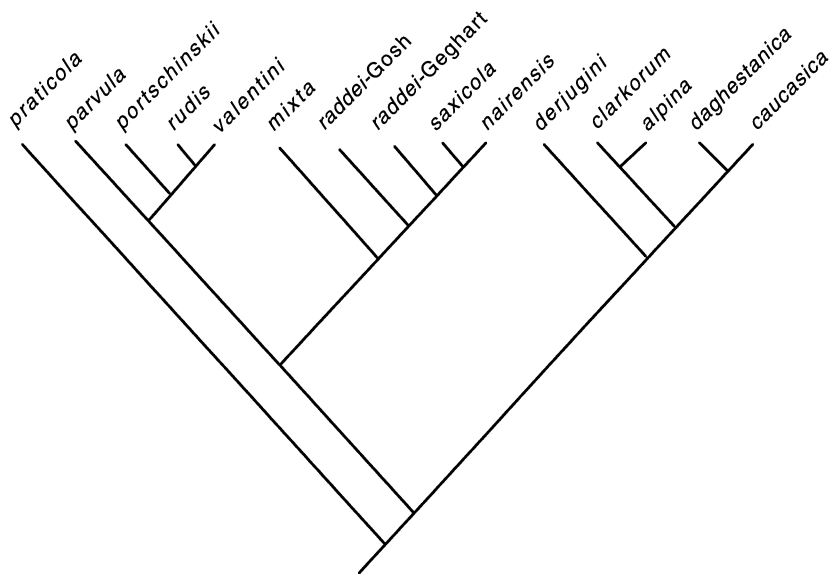 praticola
parvula
portschinskii
rudis
valentini
mixta
raddei-Gosh
raddei-Geghart
saxicola
nairensis
derjugini
clarkorum
alpina
daghestanica
caucasica